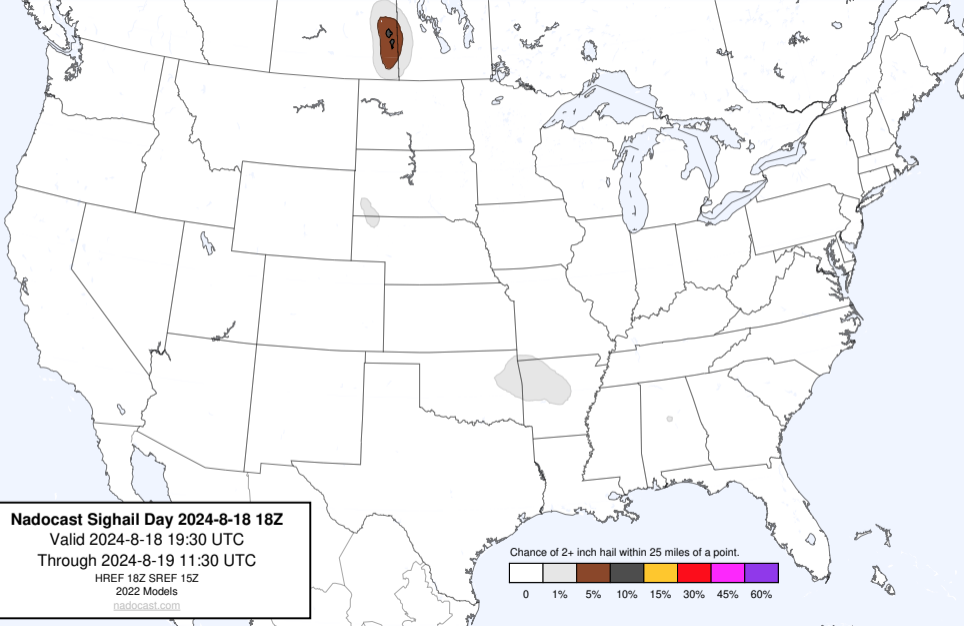 Nadocast Sighail Day 2024-8-18 18Z
Valid 2024-8-18 19:30 UTC
Through 2024-8-19 11:30 UTC
HREF 18Z SREF 15Z
2022 Models
nadocast.com
Chance of 2+ inch hail within 25 miles of a point.
0 1% 5% 10% 15% 30% 45% 60%